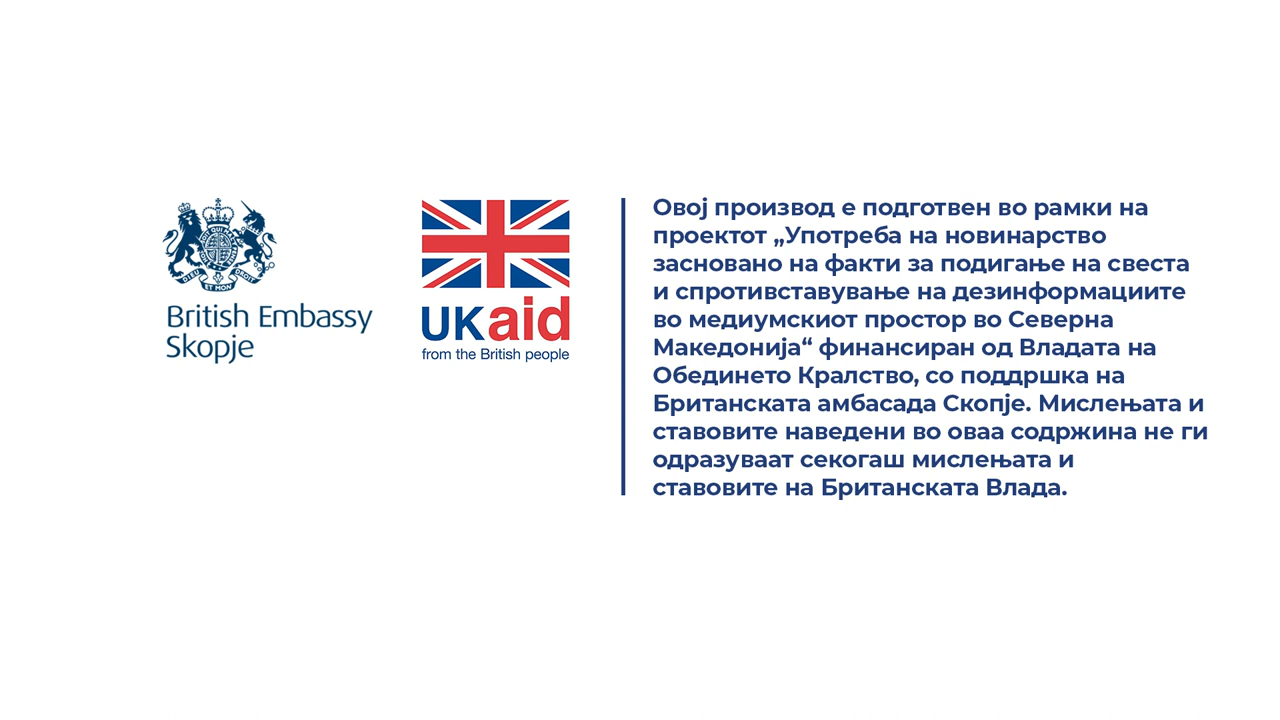 British Embassy
Skopje
UKaid
from the British people
Овој производ е подготвен во рамки на
проектот „Употреба на новинарство
засновано на факти за подигање на свеста
и спротивставување на дезинформациите
во медиумскиот простор во Северна
Македонија“ финансиран од Владата на
Обединето Кралство, со поддршка на
Британската амбасада Скопје. Мислењата и
ставовите наведени во оваа содржина не ги
одразуваат секогаш мислењата и
ставовите на Британската Влада.